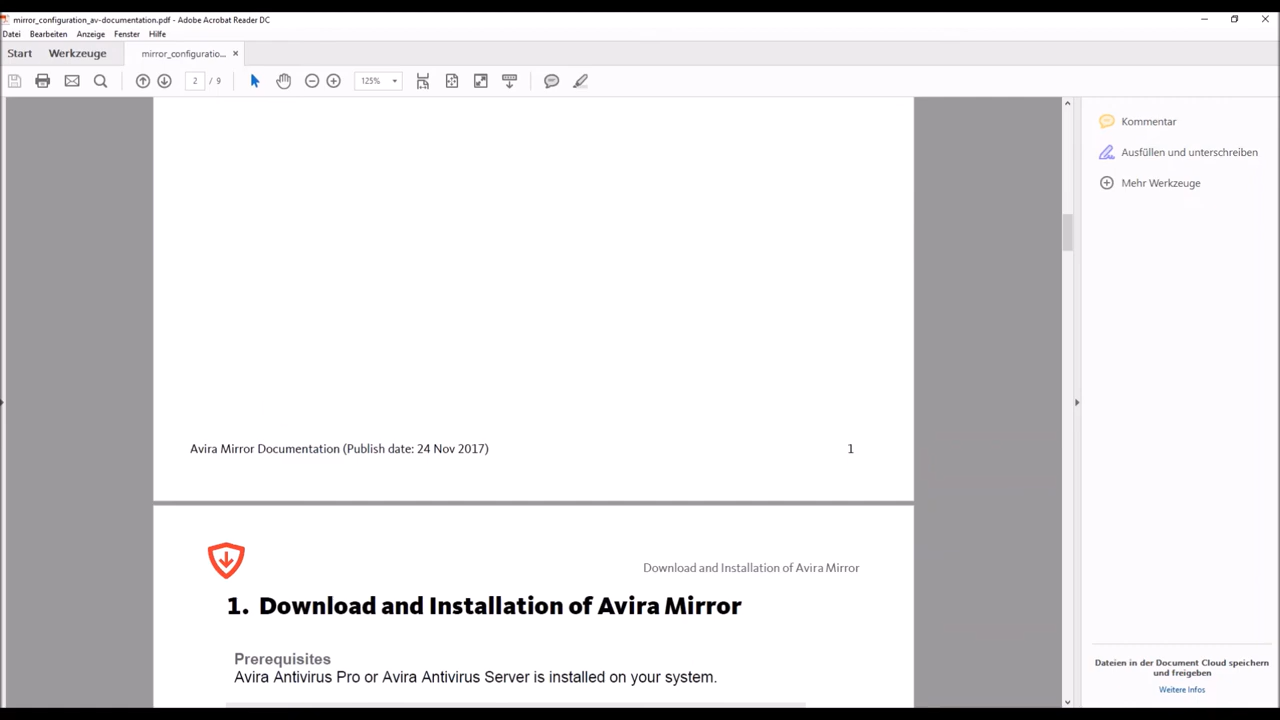 mirror_configuration_av-documentation.pdf - Adobe Acrobat Reader DC
Datei Bearbeiten Anzeige Fenster Hilfe
Start Werkzeuge mirror_configuratio... ×
2 / 9 125%
Kommentar
Ausfüllen und unterschreiben
Mehr Werkzeuge
Avira Mirror Documentation (Publish date: 24 Nov 2017) 1
Download and Installation of Avira Mirror
1. Download and Installation of Avira Mirror
Prerequisites
Avira Antivirus Pro or Avira Antivirus Server is installed on your system.
Dateien in der Document Cloud speichern
und freigeben
Weitere Infos